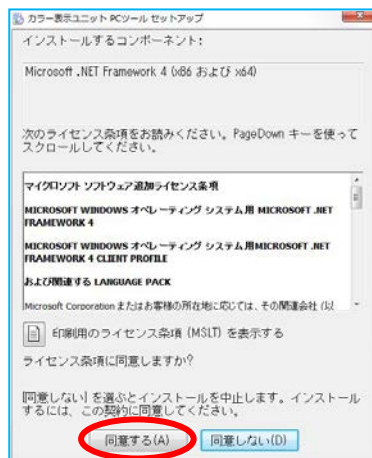 カラー表示ユニット PCツール セットアップ
インストールするコンポーネント:
Microsoft .NET Framework 4 (x86 および x64)
次のライセンス条項をお読みください。PageDown キーを使って
スクロールしてください。
マイクロソフト ソフトウェア追加ライセンス条項
MICROSOFT WINDOWS オペレーティング システム用 MICROSOFT .NET
FRAMEWORK 4
MICROSOFT WINDOWS オペレーティング システム用MICROSOFT .NET
FRAMEWORK 4 CLIENT PROFILE
および関連する LANGUAGE PACK
Microsoft Corporation またはお客様の所在地に応じては、その関連会社 (以
印刷用のライセンス条項 (MSLT) を表示する
ライセンス条項に同意しますか?
[同意しない] を選ぶとインストールを中止します。インストール
するには、この契約に同意してください。
同意する(A)
同意しない(D)